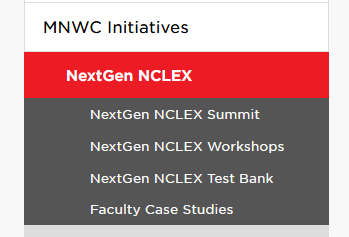 MNWC Initiatives
NextGen NCLEX
NextGen NCLEX Summit
NextGen NCLEX Workshops
NextGen NCLEX Test Bank
Faculty Case Studies